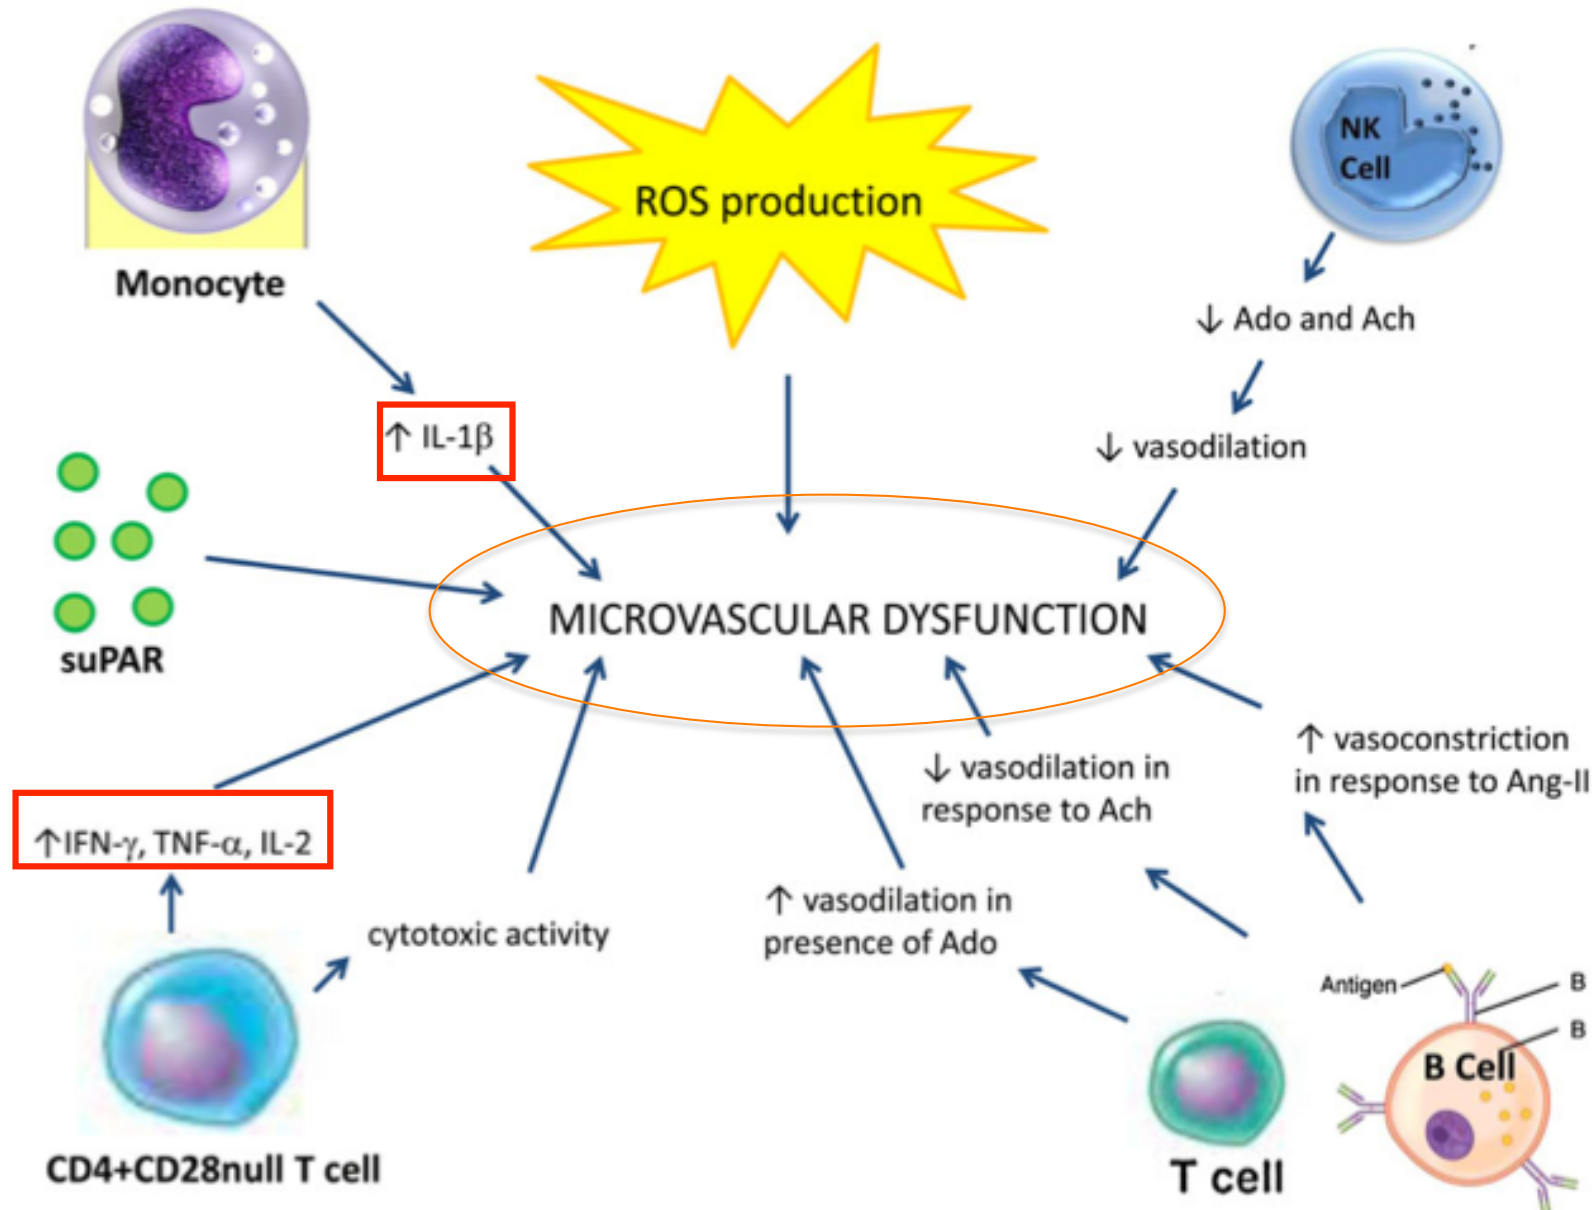 ROS production
NK
Cell
Monocyte
↓ Ado and Ach
↑ IL-1β
↓ vasodilation
MICROVASCULAR DYSFUNCTION
suPAR
↑ vasoconstriction
in response to Ang-II
↓ vasodilation in
response to Ach
↑IFN-γ, TNF-α, IL-2
↑ vasodilation in
presence of Ado
cytotoxic activity
Antigen
B
B
B Cell
CD4+CD28null T cell
T cell